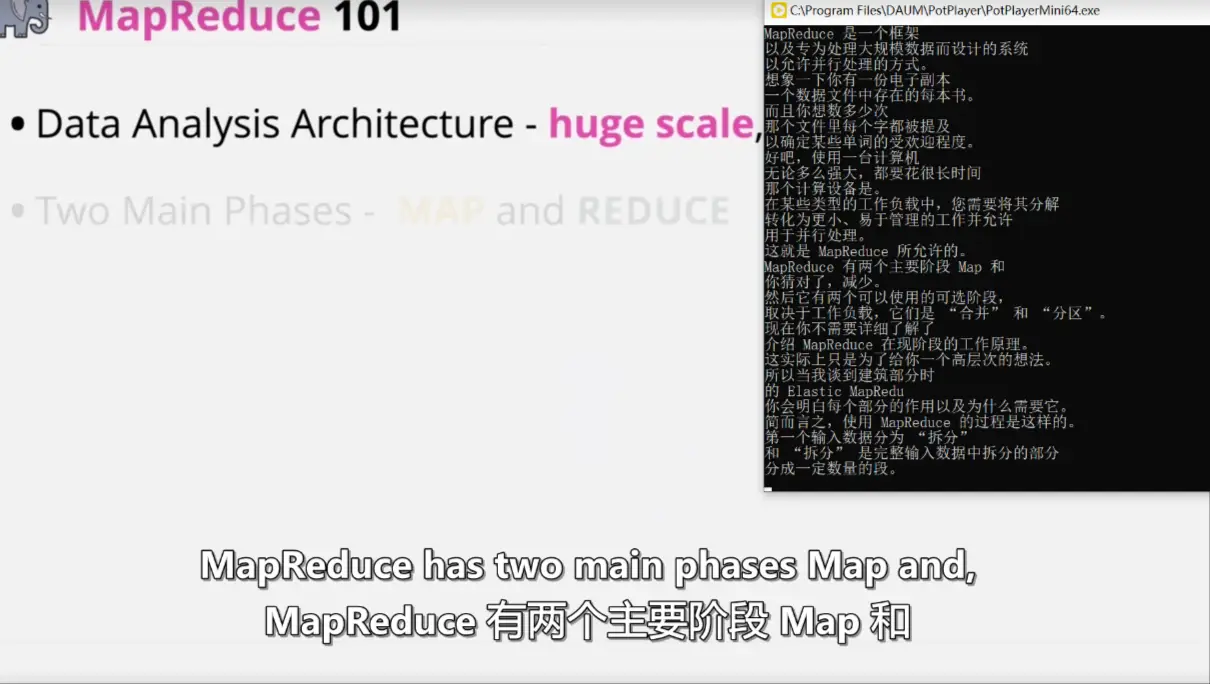 MapReduce 101
• Data Analysis Architecture - huge scale,
• Two Main Phases - MAP and REDUCE
C:\Program Files\DAUM\PotPlayer\PotPlayerMini64.exe
MapReduce 是一个框架
以及专为处理大规模数据而设计的系统
以允许并行处理的方式。
想象一下你有一份电子副本
一个数据文件中存在的每本书。
而且你想数多少次
那个文件里每个字都被提及
以确定某些单词的受欢迎程度。
好吧，使用一台计算机
无论多么强大，都要花很长时间
那个计算设备是。
在某些类型的工作负载中，您需要将其分解
转化为更小、易于管理的工作并允许
用于并行处理。
这就是 MapReduce 所允许的。
MapReduce 有两个主要阶段 Map 和
你猜对了，减少。
然后它有两个可以使用的可选阶段，
取决于工作负载，它们是 “合并” 和 “分区”。
现在你不需要详细了解了
介绍 MapReduce 在现阶段的工作原理。
这实际上只是为了给你一个高层次的想法。
所以当我谈到建筑部分时
的 Elastic MapRedu
你会明白每个部分的作用以及为什么需要它。
简而言之，使用 MapReduce 的过程是这样的。
第一个输入数据分为 “拆分”
和 “拆分” 是完整输入数据中拆分的部分
分成一定数量的段。
MapReduce has two main phases Map and,
MapReduce 有两个主要阶段 Map 和